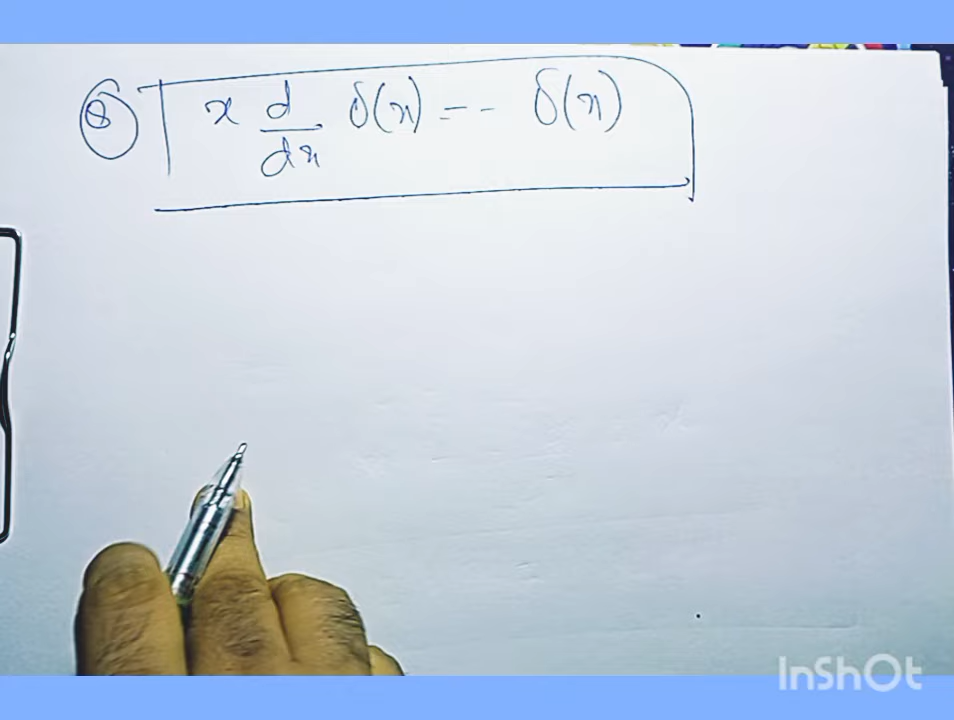 ⑧ x d/dx δ(x) = - δ(x)
InShOt